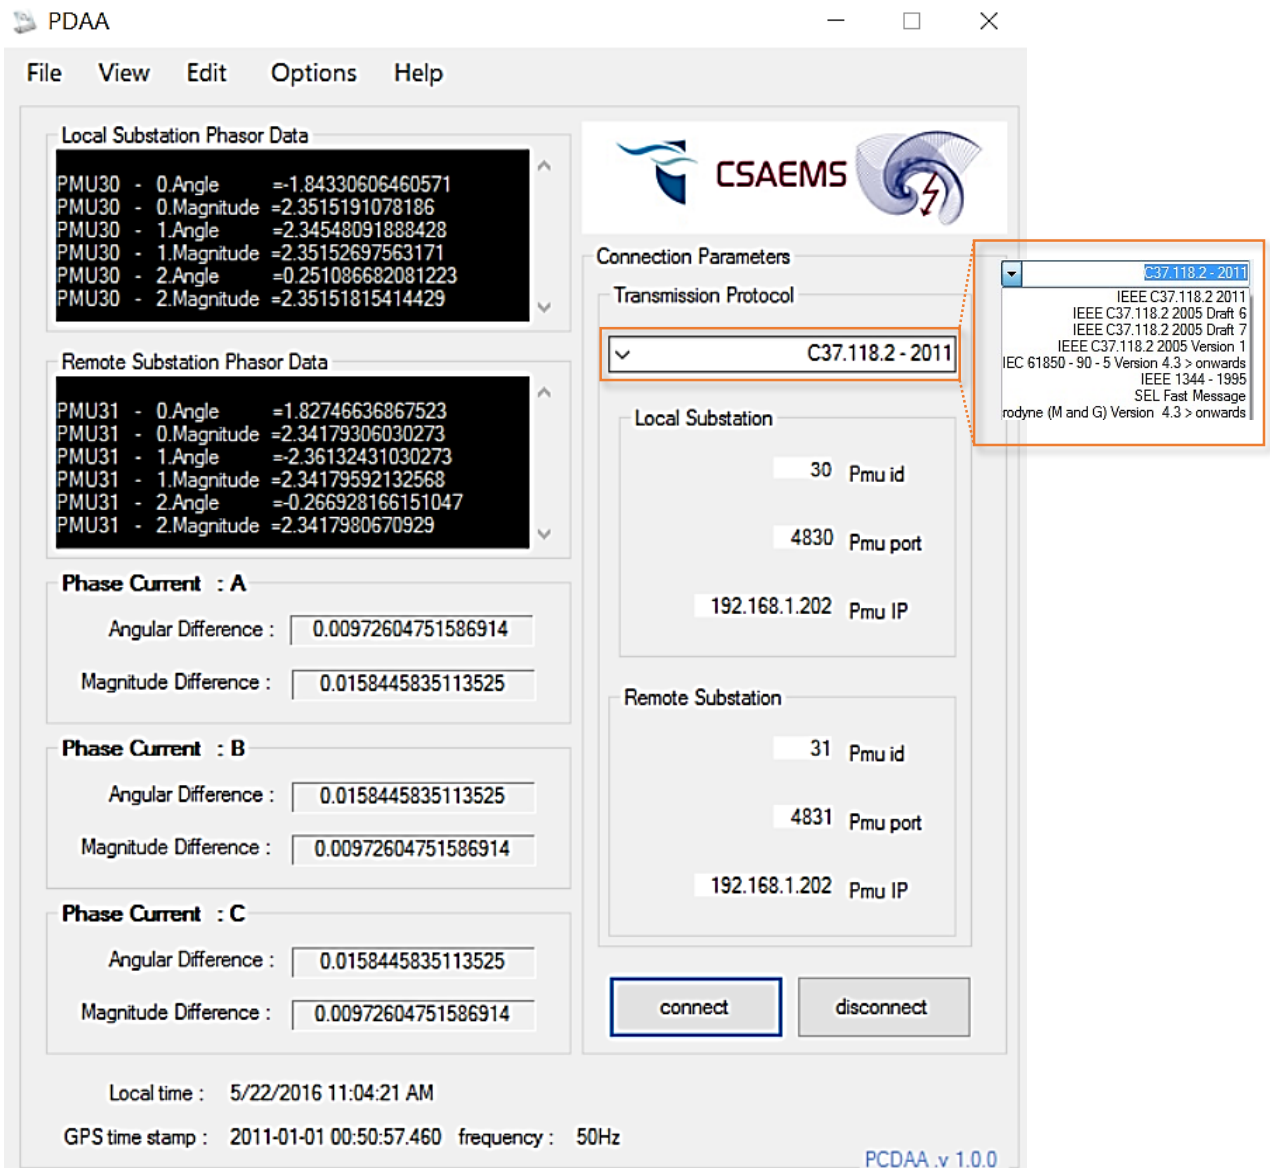 PDAA
File View Edit Options Help
Local Substation Phasor Data
PMU30 - 0.Angle =-1.84330606460571
PMU30 - 0.Magnitude =2.3515191078186
PMU30 - 1.Angle =2.34548091888428
PMU30 - 1.Magnitude =2.35152697563171
PMU30 - 2.Angle =0.251086682081223
PMU30 - 2.Magnitude =2.35151815414429
Remote Substation Phasor Data
PMU31 - 0.Angle =1.82746636867523
PMU31 - 0.Magnitude =2.34179306030273
PMU31 - 1.Angle =-2.36132431030273
PMU31 - 1.Magnitude =2.34179592132568
PMU31 - 2.Angle =-0.266928166151047
PMU31 - 2.Magnitude =2.3417980670929
Phase Current : A
Angular Difference : 0.00972604751586914
Magnitude Difference : 0.0158445835113525
Phase Current : B
Angular Difference : 0.0158445835113525
Magnitude Difference : 0.00972604751586914
Phase Current : C
Angular Difference : 0.0158445835113525
Magnitude Difference : 0.00972604751586914
Local time : 5/22/2016 11:04:21 AM
GPS time stamp : 2011-01-01 00:50:57.460 frequency : 50Hz
CSAEMS
Connection Parameters
Transmission Protocol
C37.118.2 - 2011
Local Substation
30 Pmu id
4830 Pmu port
192.168.1.202 Pmu IP
Remote Substation
31 Pmu id
4831 Pmu port
192.168.1.202 Pmu IP
connect disconnect
PCDAA .v 1.0.0
C37.118.2 - 2011
IEEE C37.118.2 2011
IEEE C37.118.2 2005 Draft 6
IEEE C37.118.2 2005 Draft 7
IEEE C37.118.2 2005 Version 1
IEC 61850 - 90 - 5 Version 4.3 > onwards
IEEE 1344 - 1995
SEL Fast Message
rodyne (M and G) Version 4.3 > onwards